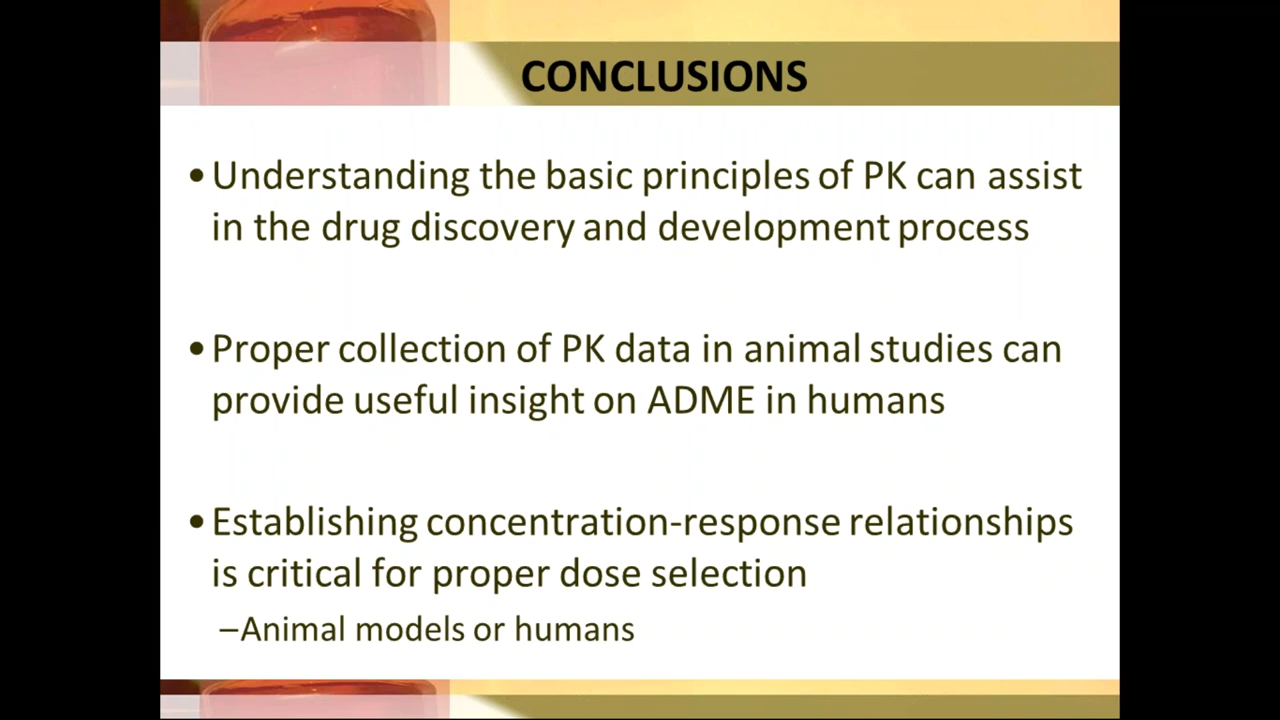 CONCLUSIONS
•Understanding the basic principles of PK can assist
in the drug discovery and development process
•Proper collection of PK data in animal studies can
provide useful insight on ADME in humans
•Establishing concentration-response relationships
is critical for proper dose selection
–Animal models or humans